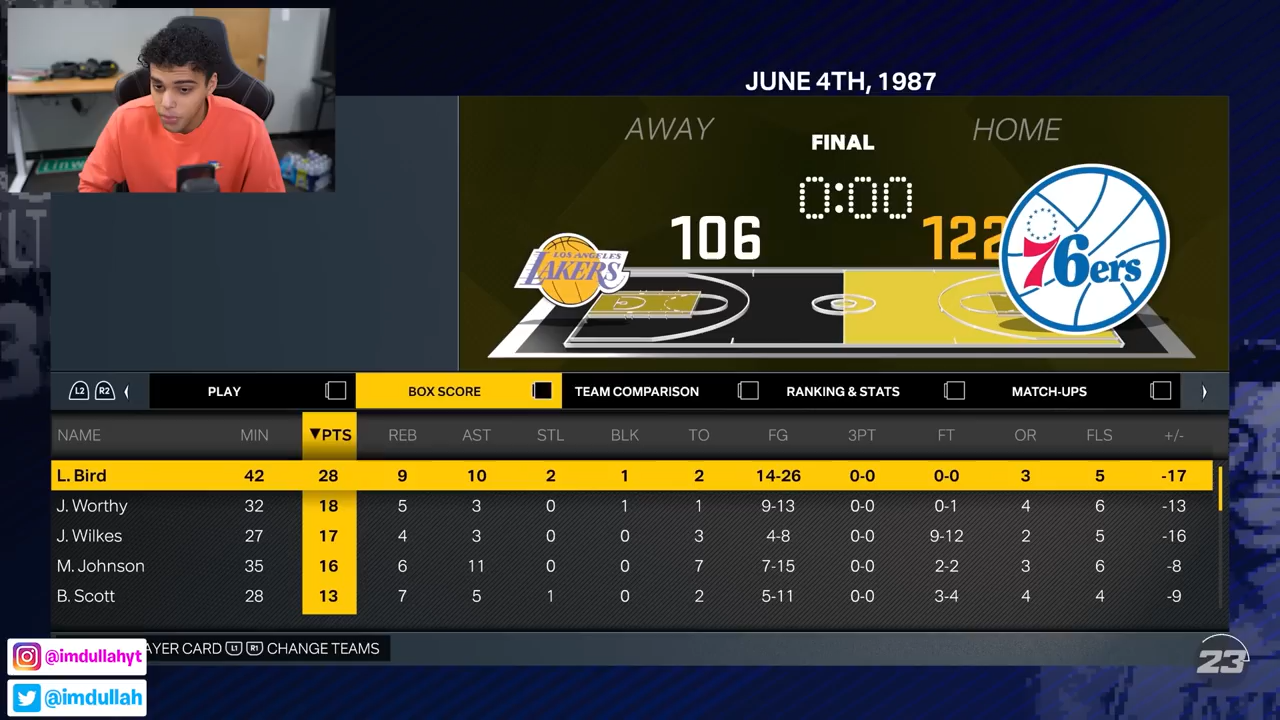 JUNE 4TH, 1987
AWAY
FINAL
HOME
0:00
106
122
LOS ANGELES
LAKERS
76ers
L2 R2 PLAY BOX SCORE TEAM COMPARISON RANKING & STATS MATCH-UPS
NAME MIN ▼PTS REB AST STL BLK TO FG 3PT FT OR FLS +/-
L. Bird 42 28 9 10 2 1 2 14-26 0-0 0-0 3 5 -17
J. Worthy 32 18 5 3 0 1 1 9-13 0-0 0-1 4 6 -13
J. Wilkes 27 17 4 3 0 0 3 4-8 0-0 9-12 2 5 -16
M. Johnson 35 16 6 11 0 0 7 7-15 0-0 2-2 3 6 -8
B. Scott 28 13 7 5 1 0 2 5-11 0-0 3-4 4 4 -9
AYER CARD L1 R1 CHANGE TEAMS
@imdullahyt
@imdullah
23